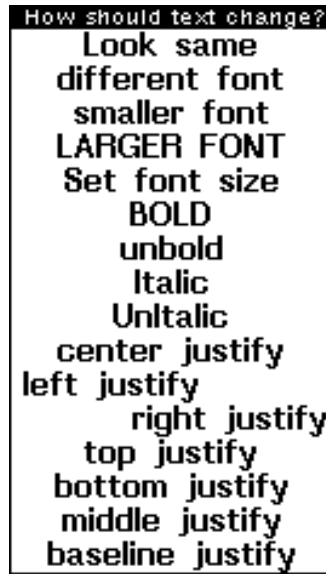 How should text change?
Look same
different font
smaller font
LARGER FONT
Set font size
BOLD
unbold
Italic
UnItalic
center justify
left justify
right justify
top justify
bottom justify
middle justify
baseline justify